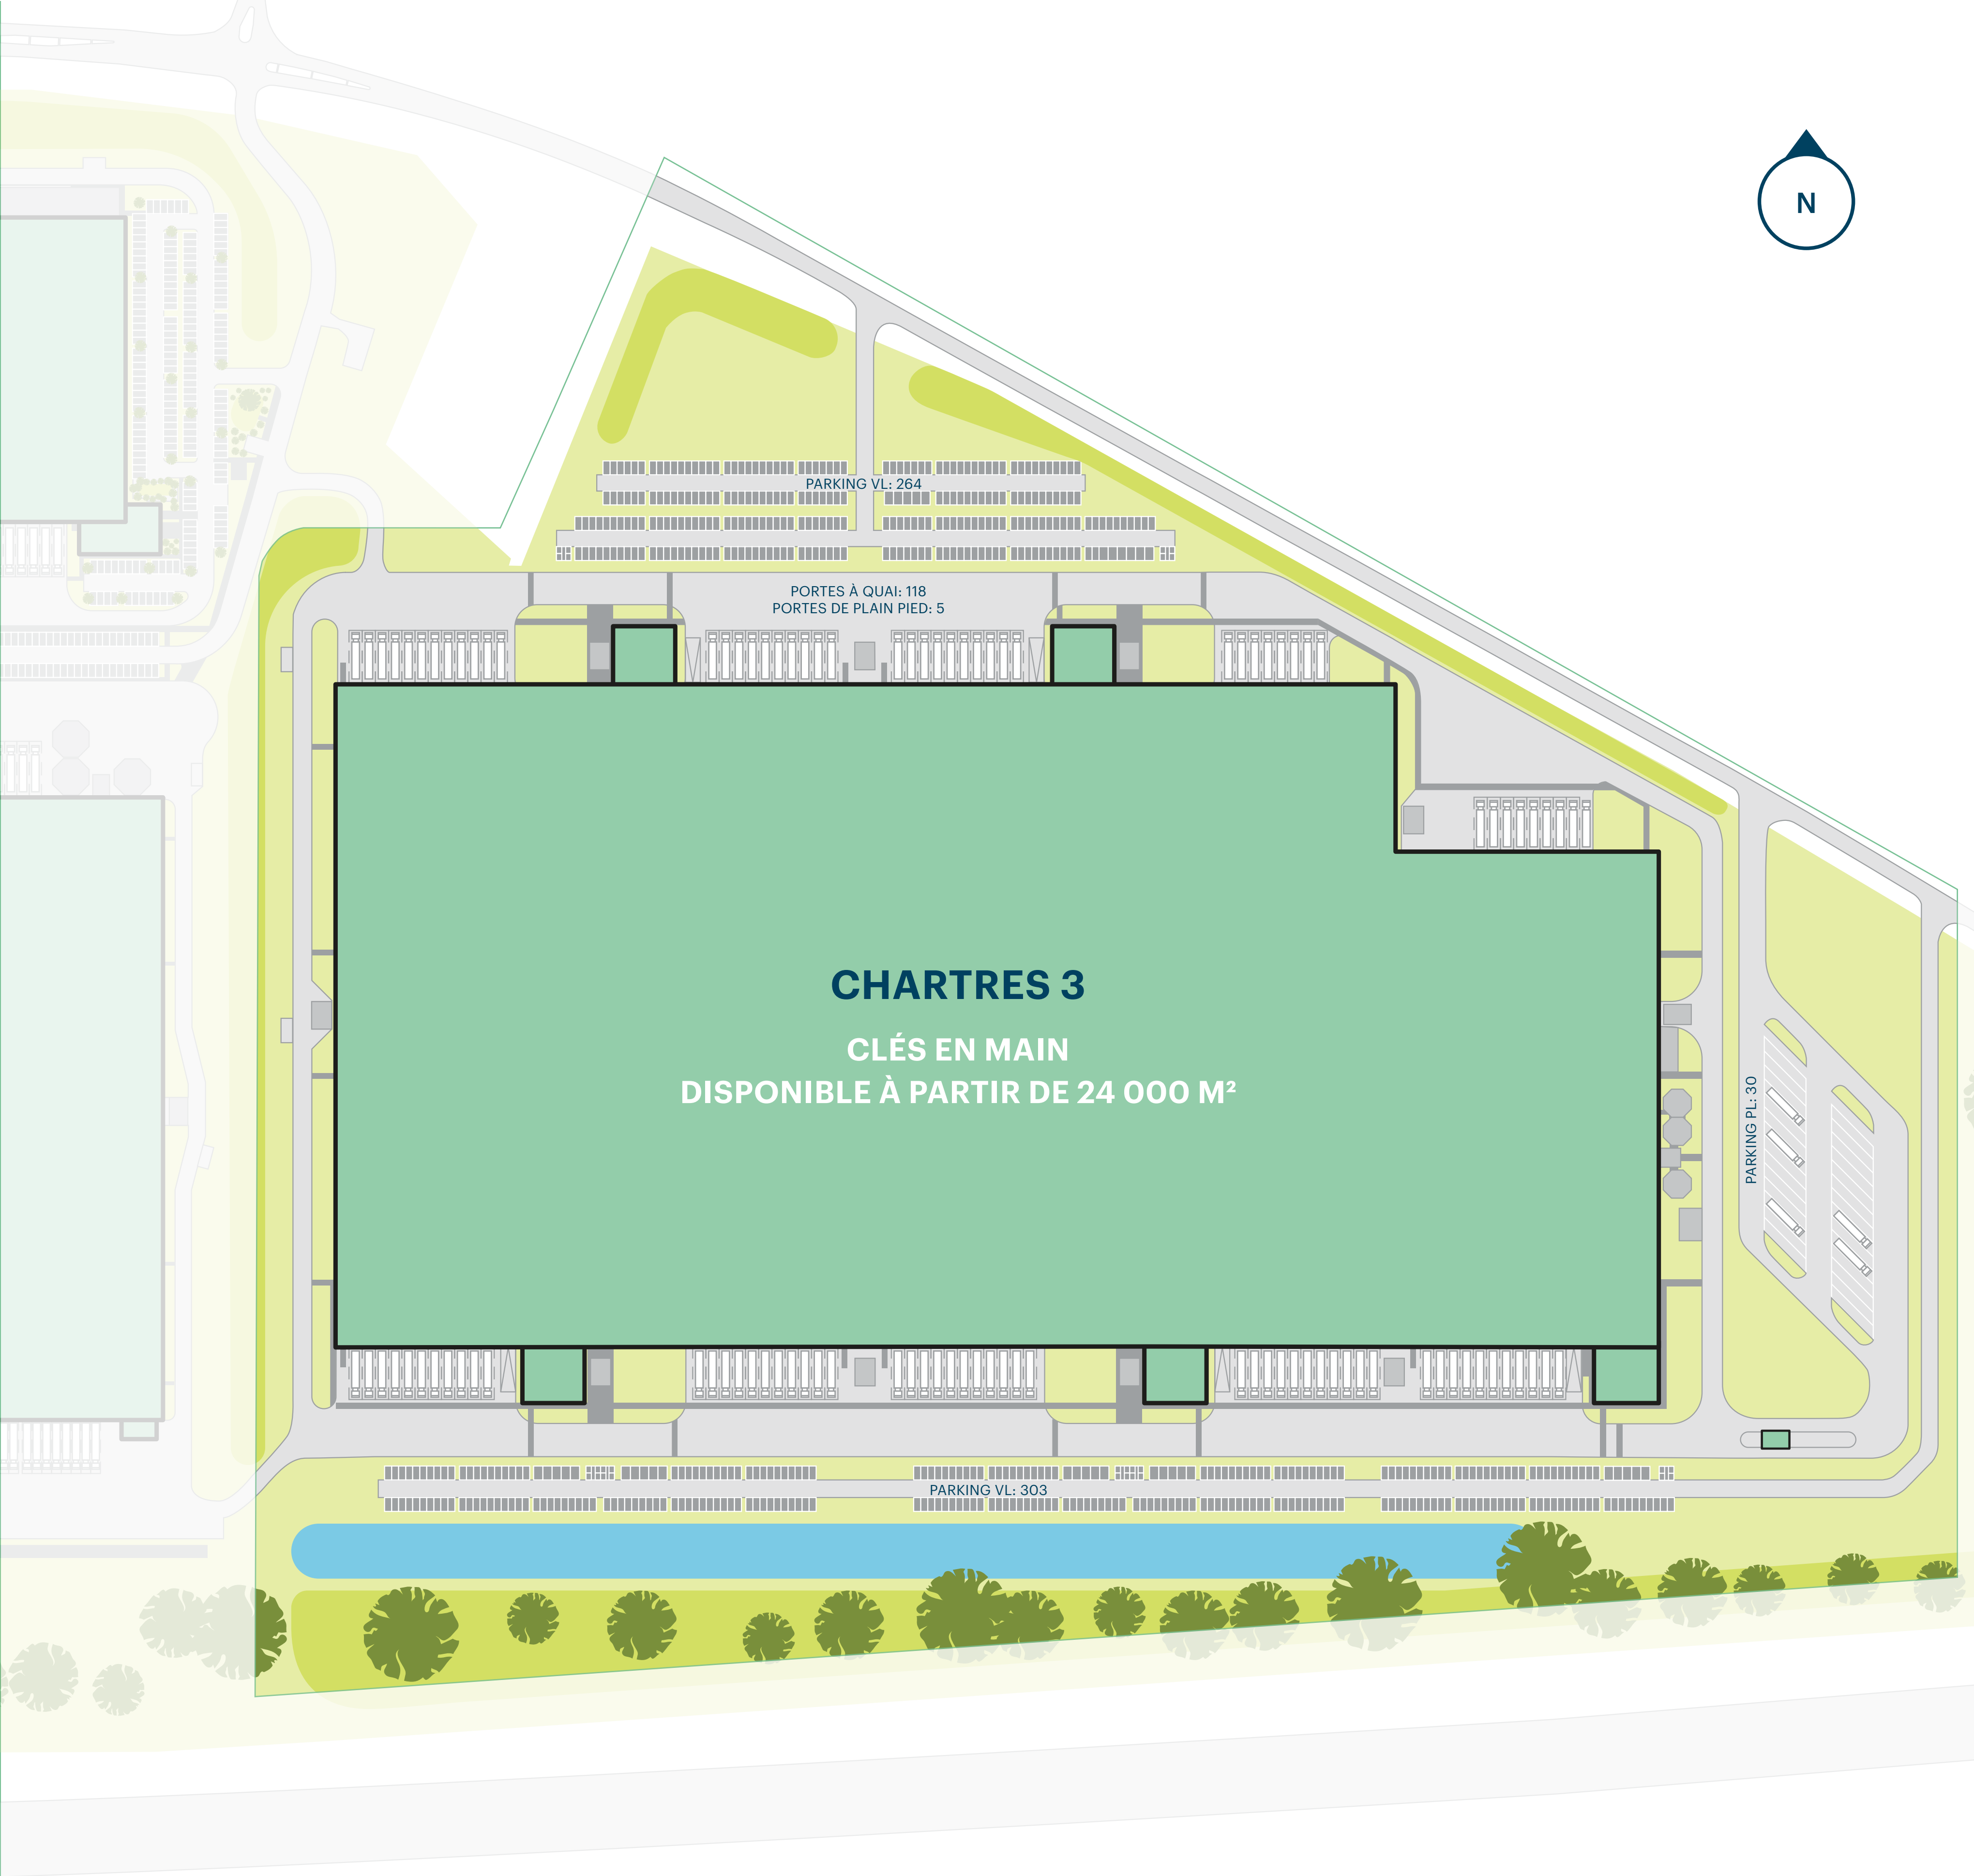 N
PARKING VL: 264
PORTES À QUAI: 118
PORTES DE PLAIN PIED: 5
CHARTRES 3
CLÉS EN MAIN
DISPONIBLE À PARTIR DE 24 000 M²
PARKING PL: 30
PARKING VL: 303